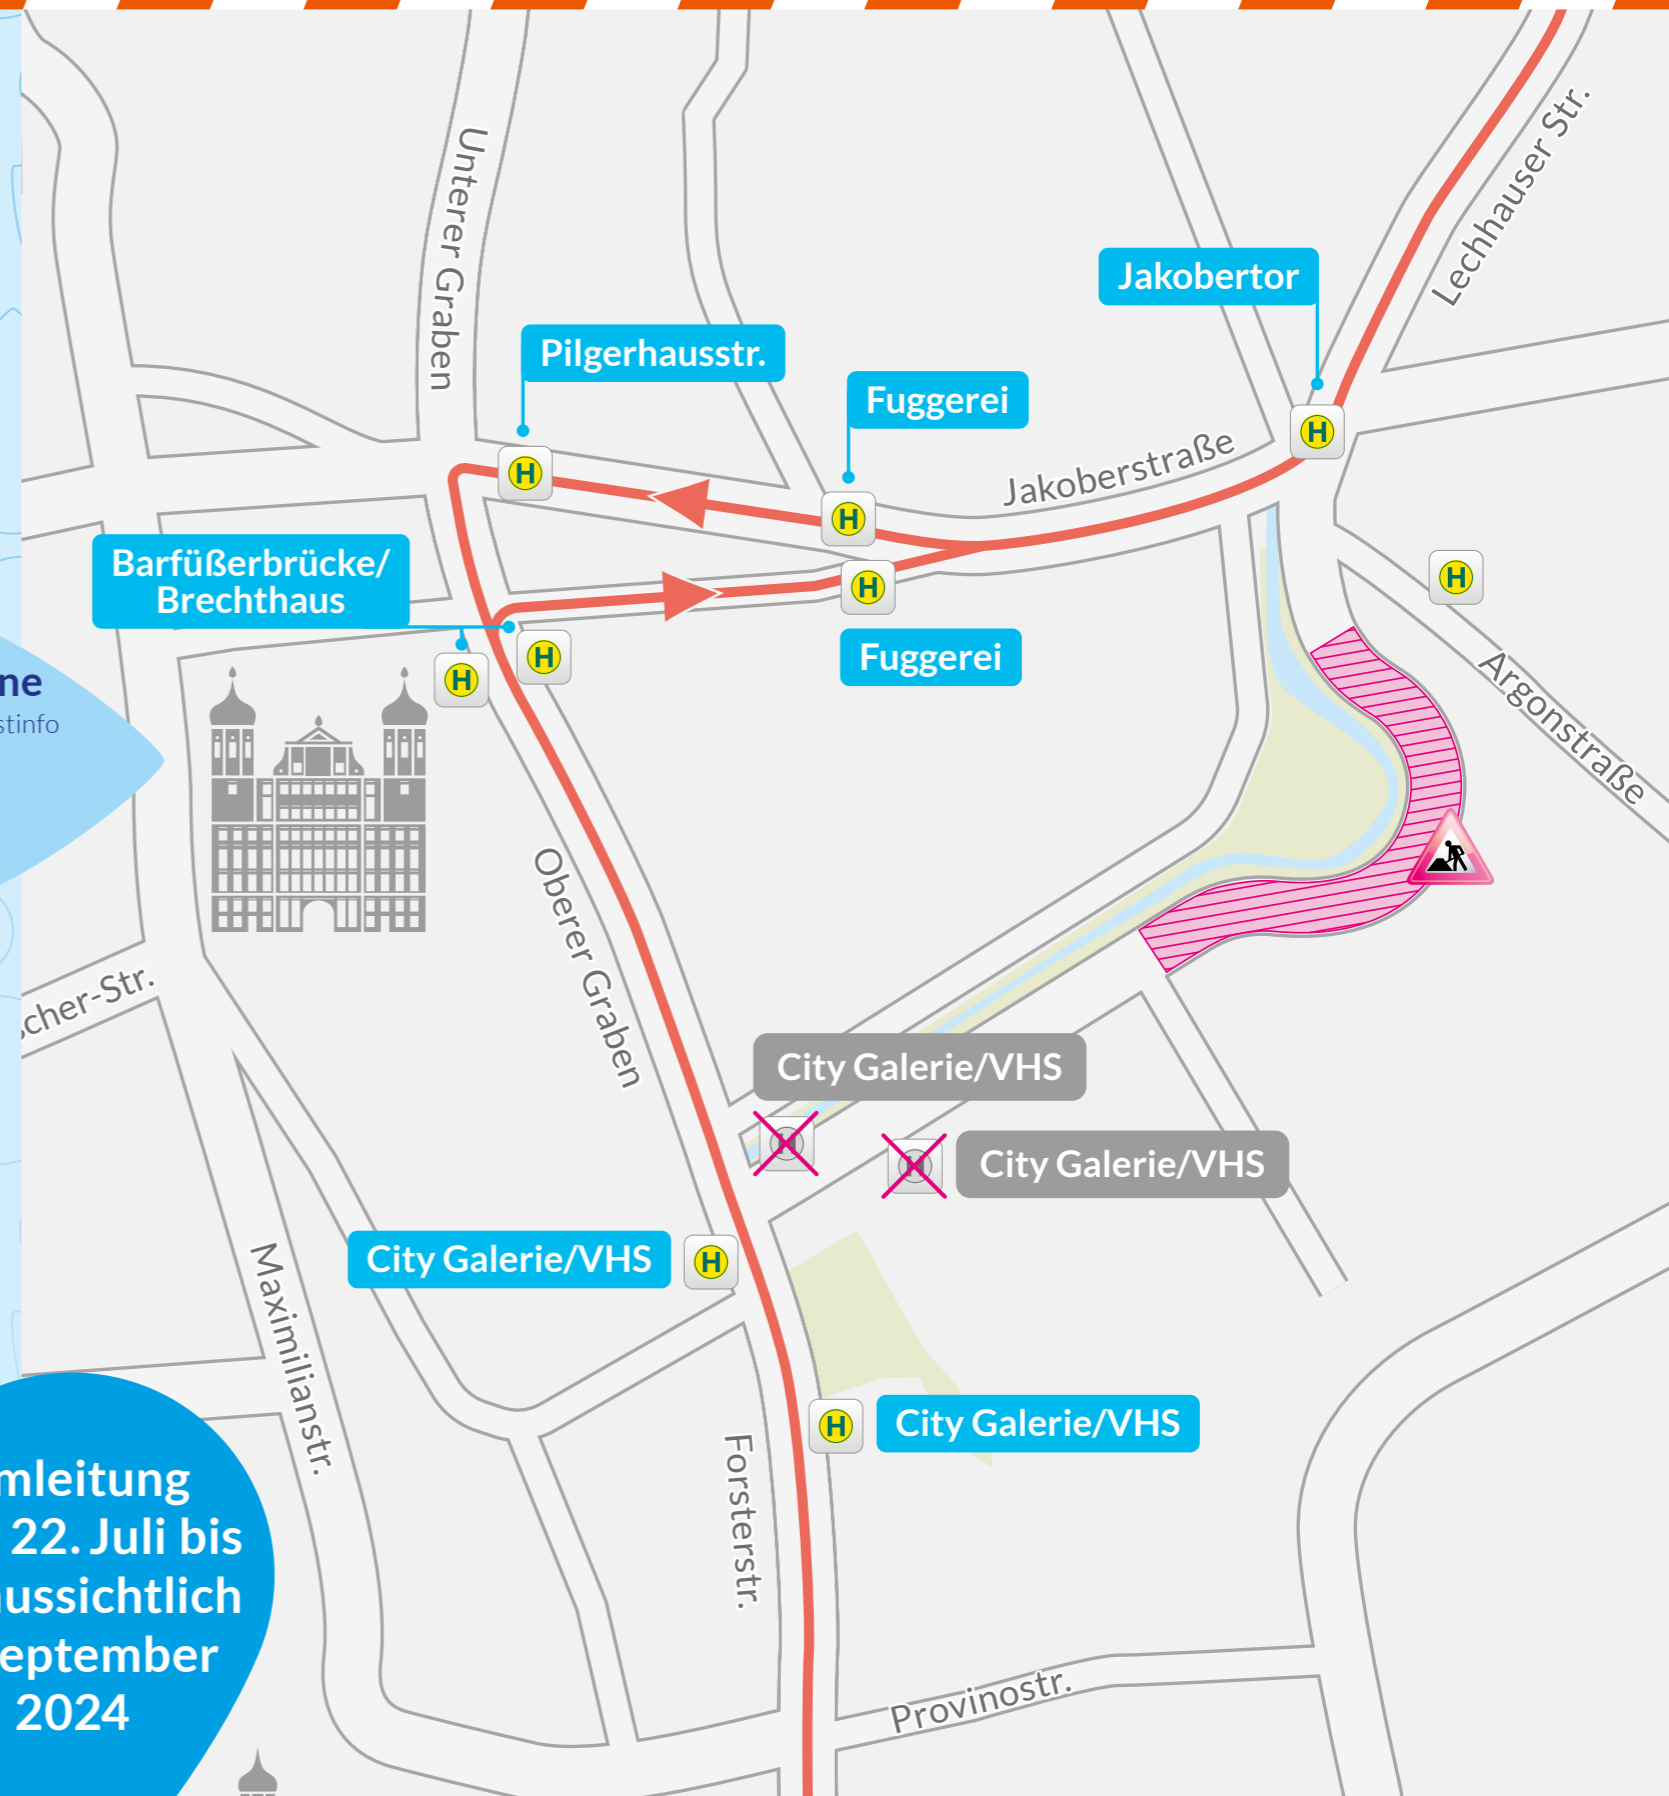 Unterer Graben
Lechhauser Str.
Jakobertor
Pilgerhausstr.
Fuggerei
Jakoberstraße
H
H
H
Barfüßerbrücke/
Brechthaus
H
H
H
H
Fuggerei
Argonstraße
ne
stinfo
Oberer Graben
scher-Str.
City Galerie/VHS
H
H
City Galerie/VHS
City Galerie/VHS
H
Maximilianstr.
H
City Galerie/VHS
Forsterstr.
mleitung
22. Juli bis
aussichtlich
eptember
2024
Provinostr.